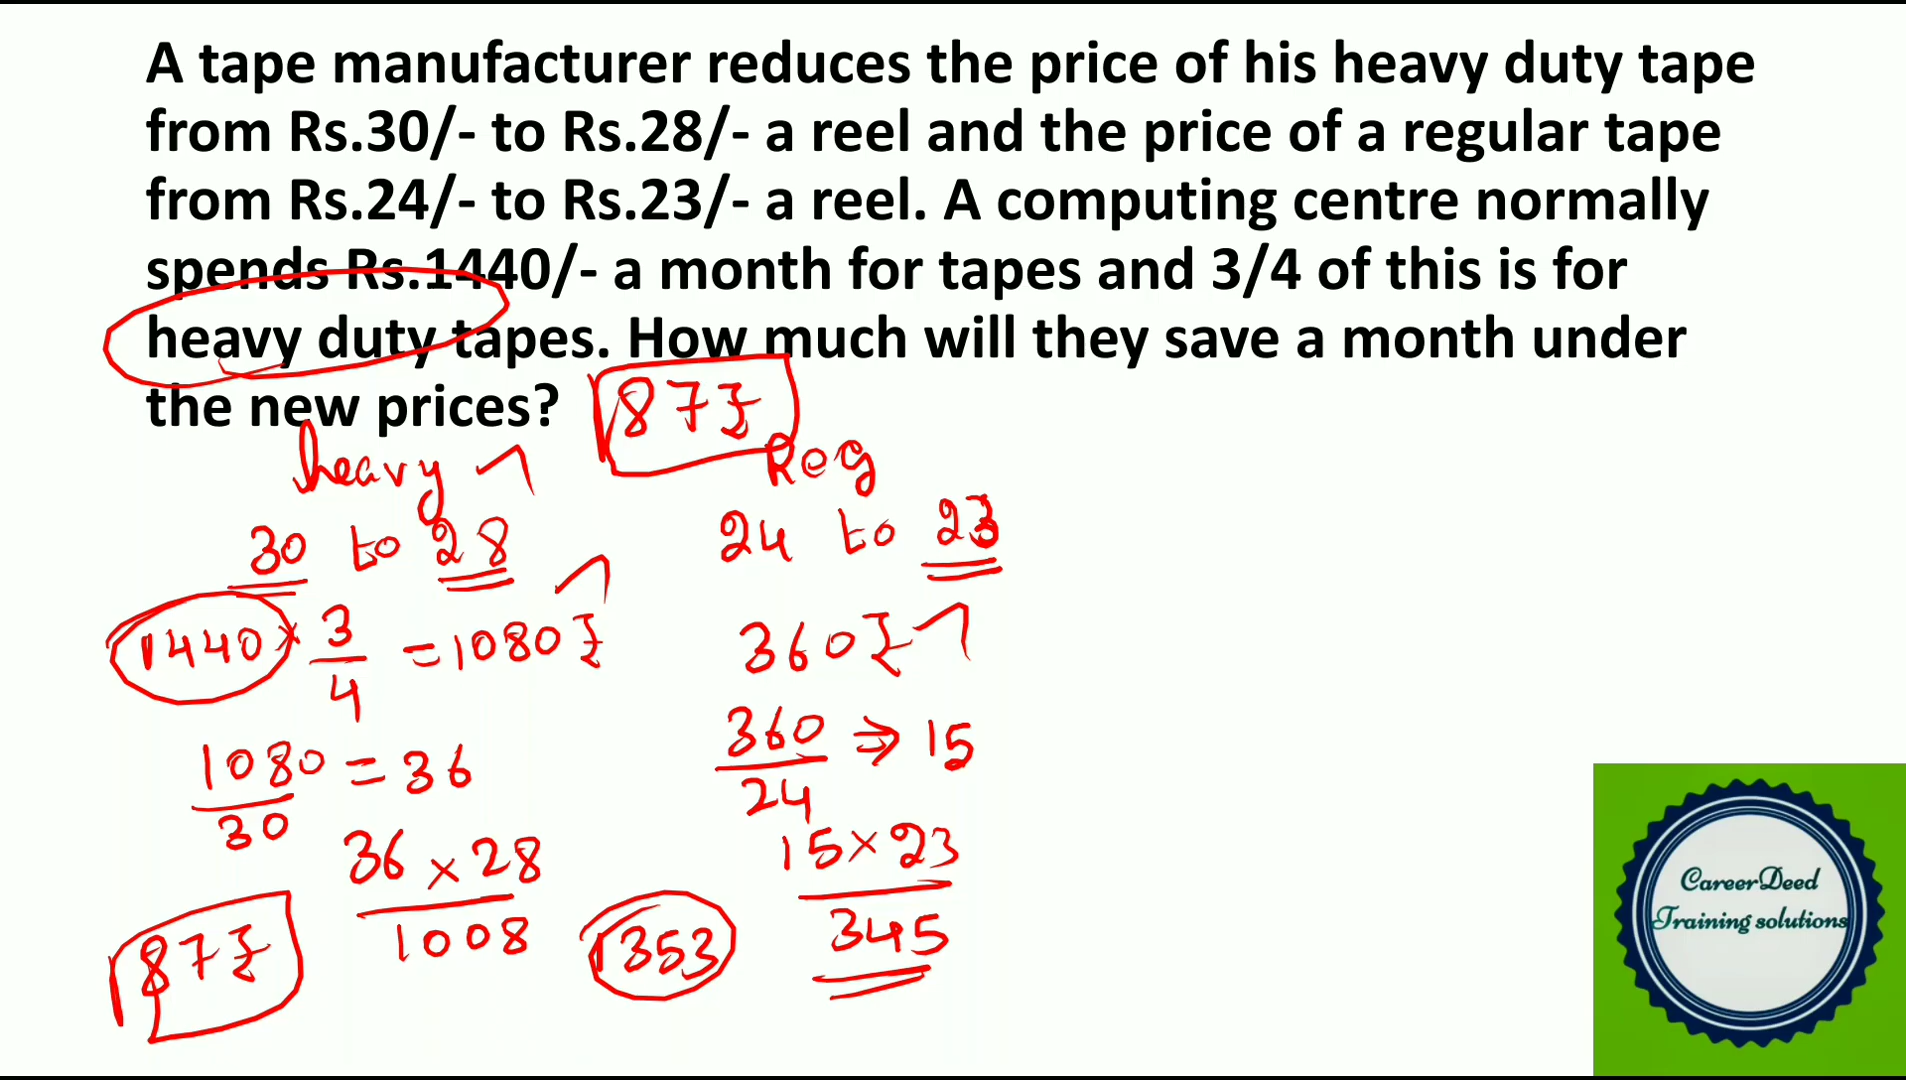 A tape manufacturer reduces the price of his heavy duty tape
from Rs.30/- to Rs.28/- a reel and the price of a regular tape
from Rs.24/- to Rs.23/- a reel. A computing centre normally
spends Rs.1440/- a month for tapes and 3/4 of this is for
heavy duty tapes. How much will they save a month under
the new prices? 87₹
heavy
Reg
30 to 28
24 to 23
1440 × 3/4 = 1080₹
360₹
1080/30 = 36
360/24 ⇒ 15
36 × 28
15 × 23
1008
345
87₹
1353
CareerDeed
Training solutions